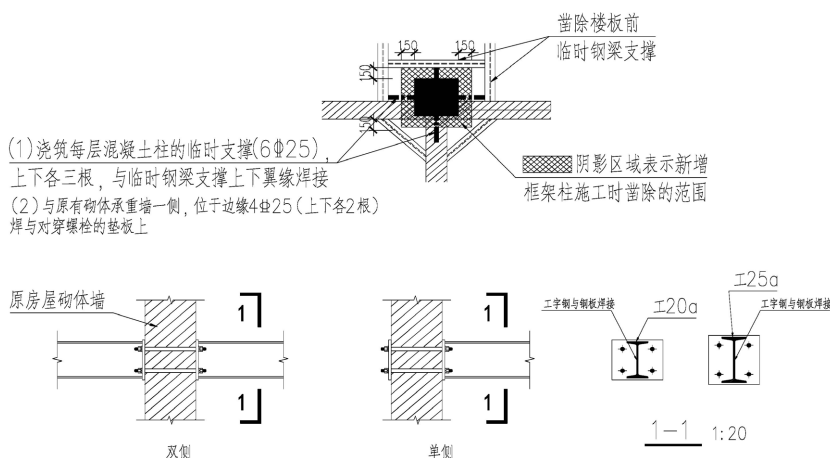 凿除楼板前
临时钢梁支撑
150
150
150
150
(1)浇筑每层混凝土柱的临时支撑(6Φ25),
上下各三根,与临时钢梁支撑上下翼缘焊接
(2)与原有砌体承重墙一侧,位于边缘4Φ25(上下各2根)
焊与对穿螺栓的垫板上
阴影区域表示新增
框架柱施工时凿除的范围
原房屋砌体墙
1
1
双侧
1
1
单侧
工字钢与钢板焊接
工20a
工25a
工字钢与钢板焊接
1-1 1:20